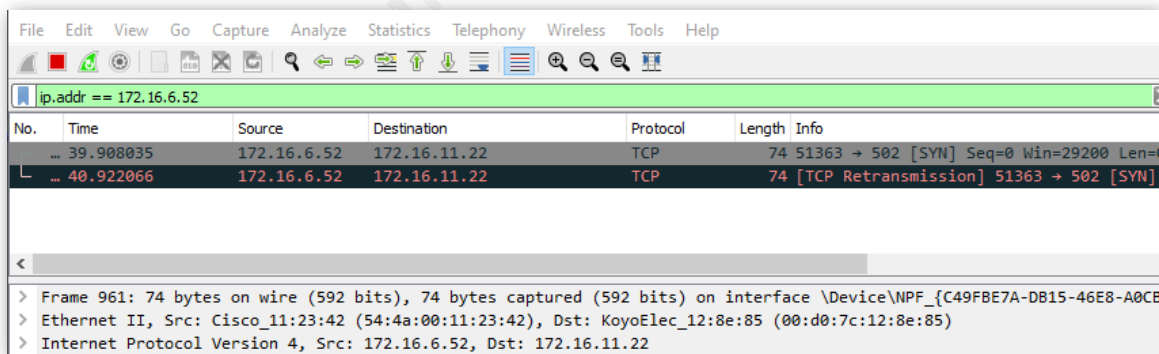 File Edit View Go Capture Analyze Statistics Telephony Wireless Tools Help
ip.addr == 172.16.6.52
No. Time Source Destination Protocol Length Info
… 39.908035 172.16.6.52 172.16.11.22 TCP 74 51363 → 502 [SYN] Seq=0 Win=29200 Len=
… 40.922066 172.16.6.52 172.16.11.22 TCP 74 [TCP Retransmission] 51363 → 502 [SYN]
> Frame 961: 74 bytes on wire (592 bits), 74 bytes captured (592 bits) on interface \Device\NPF_{C49FBE7A-DB15-46E8-A0CB
> Ethernet II, Src: Cisco_11:23:42 (54:4a:00:11:23:42), Dst: KoyoElec_12:8e:85 (00:d0:7c:12:8e:85)
> Internet Protocol Version 4, Src: 172.16.6.52, Dst: 172.16.11.22